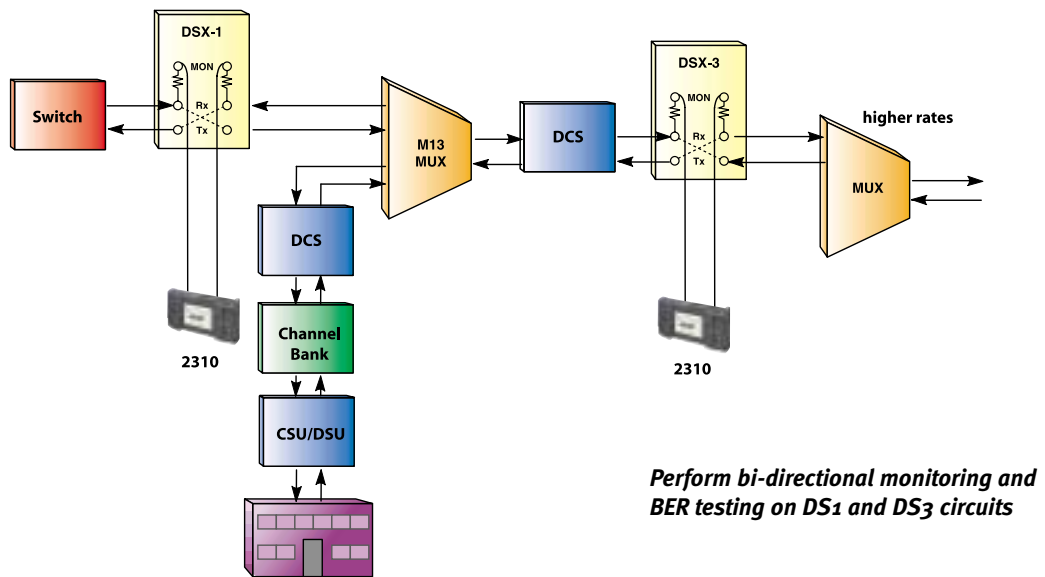 DSX-1
MON
Rx
Tx
Switch
M13
MUX
DCS
DSX-3
MON
Rx
Tx
higher rates
MUX
DCS
2310
Channel
Bank
2310
CSU/DSU
Perform bi-directional monitoring and
BER testing on DS1 and DS3 circuits